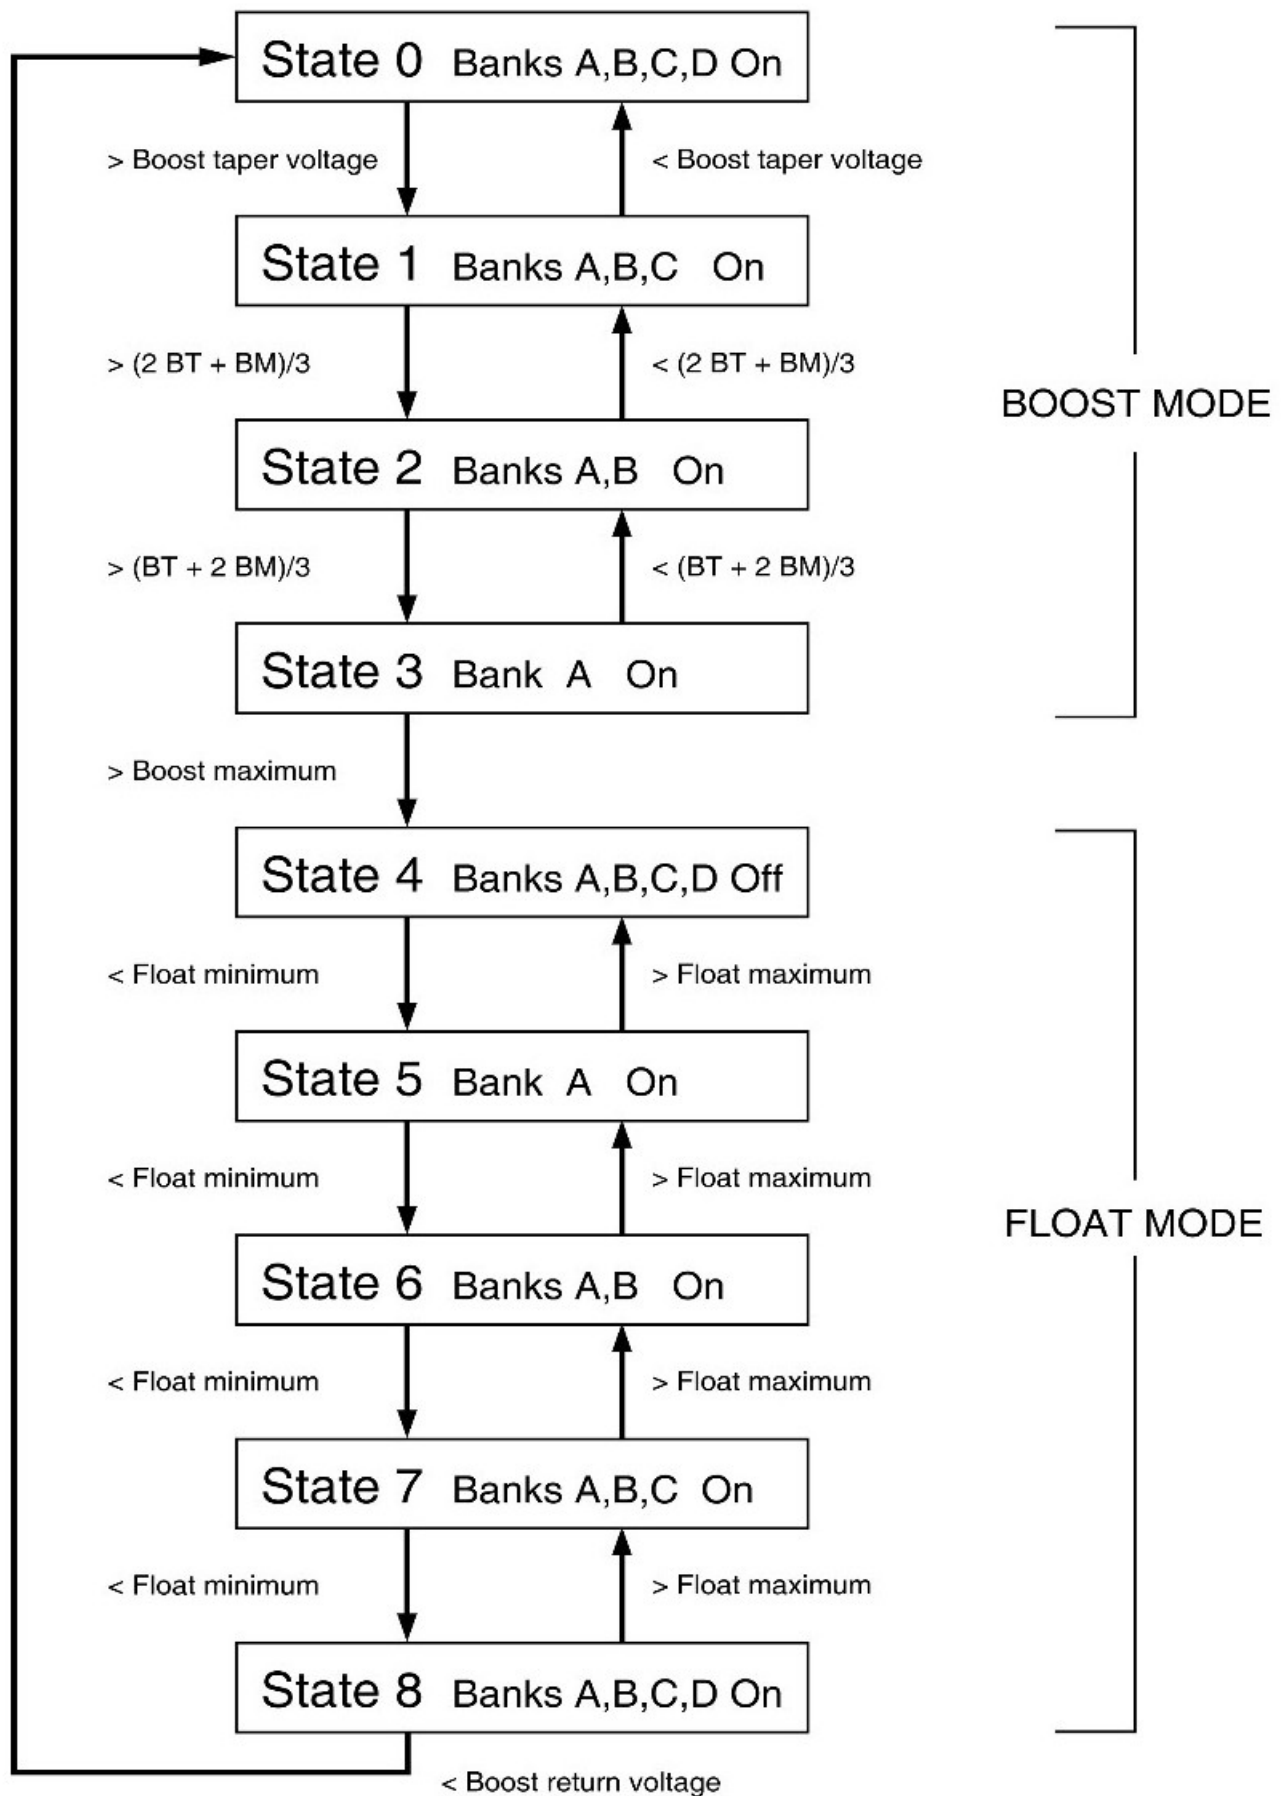 State 0 Banks A,B,C,D On
> Boost taper voltage
< Boost taper voltage
State 1 Banks A,B,C On
> (2 BT + BM)/3
< (2 BT + BM)/3
BOOST MODE
State 2 Banks A,B On
> (BT + 2 BM)/3
< (BT + 2 BM)/3
State 3 Bank A On
> Boost maximum
State 4 Banks A,B,C,D Off
< Float minimum
> Float maximum
State 5 Bank A On
< Float minimum
> Float maximum
FLOAT MODE
State 6 Banks A,B On
< Float minimum
> Float maximum
State 7 Banks A,B,C On
< Float minimum
> Float maximum
State 8 Banks A,B,C,D On
< Boost return voltage